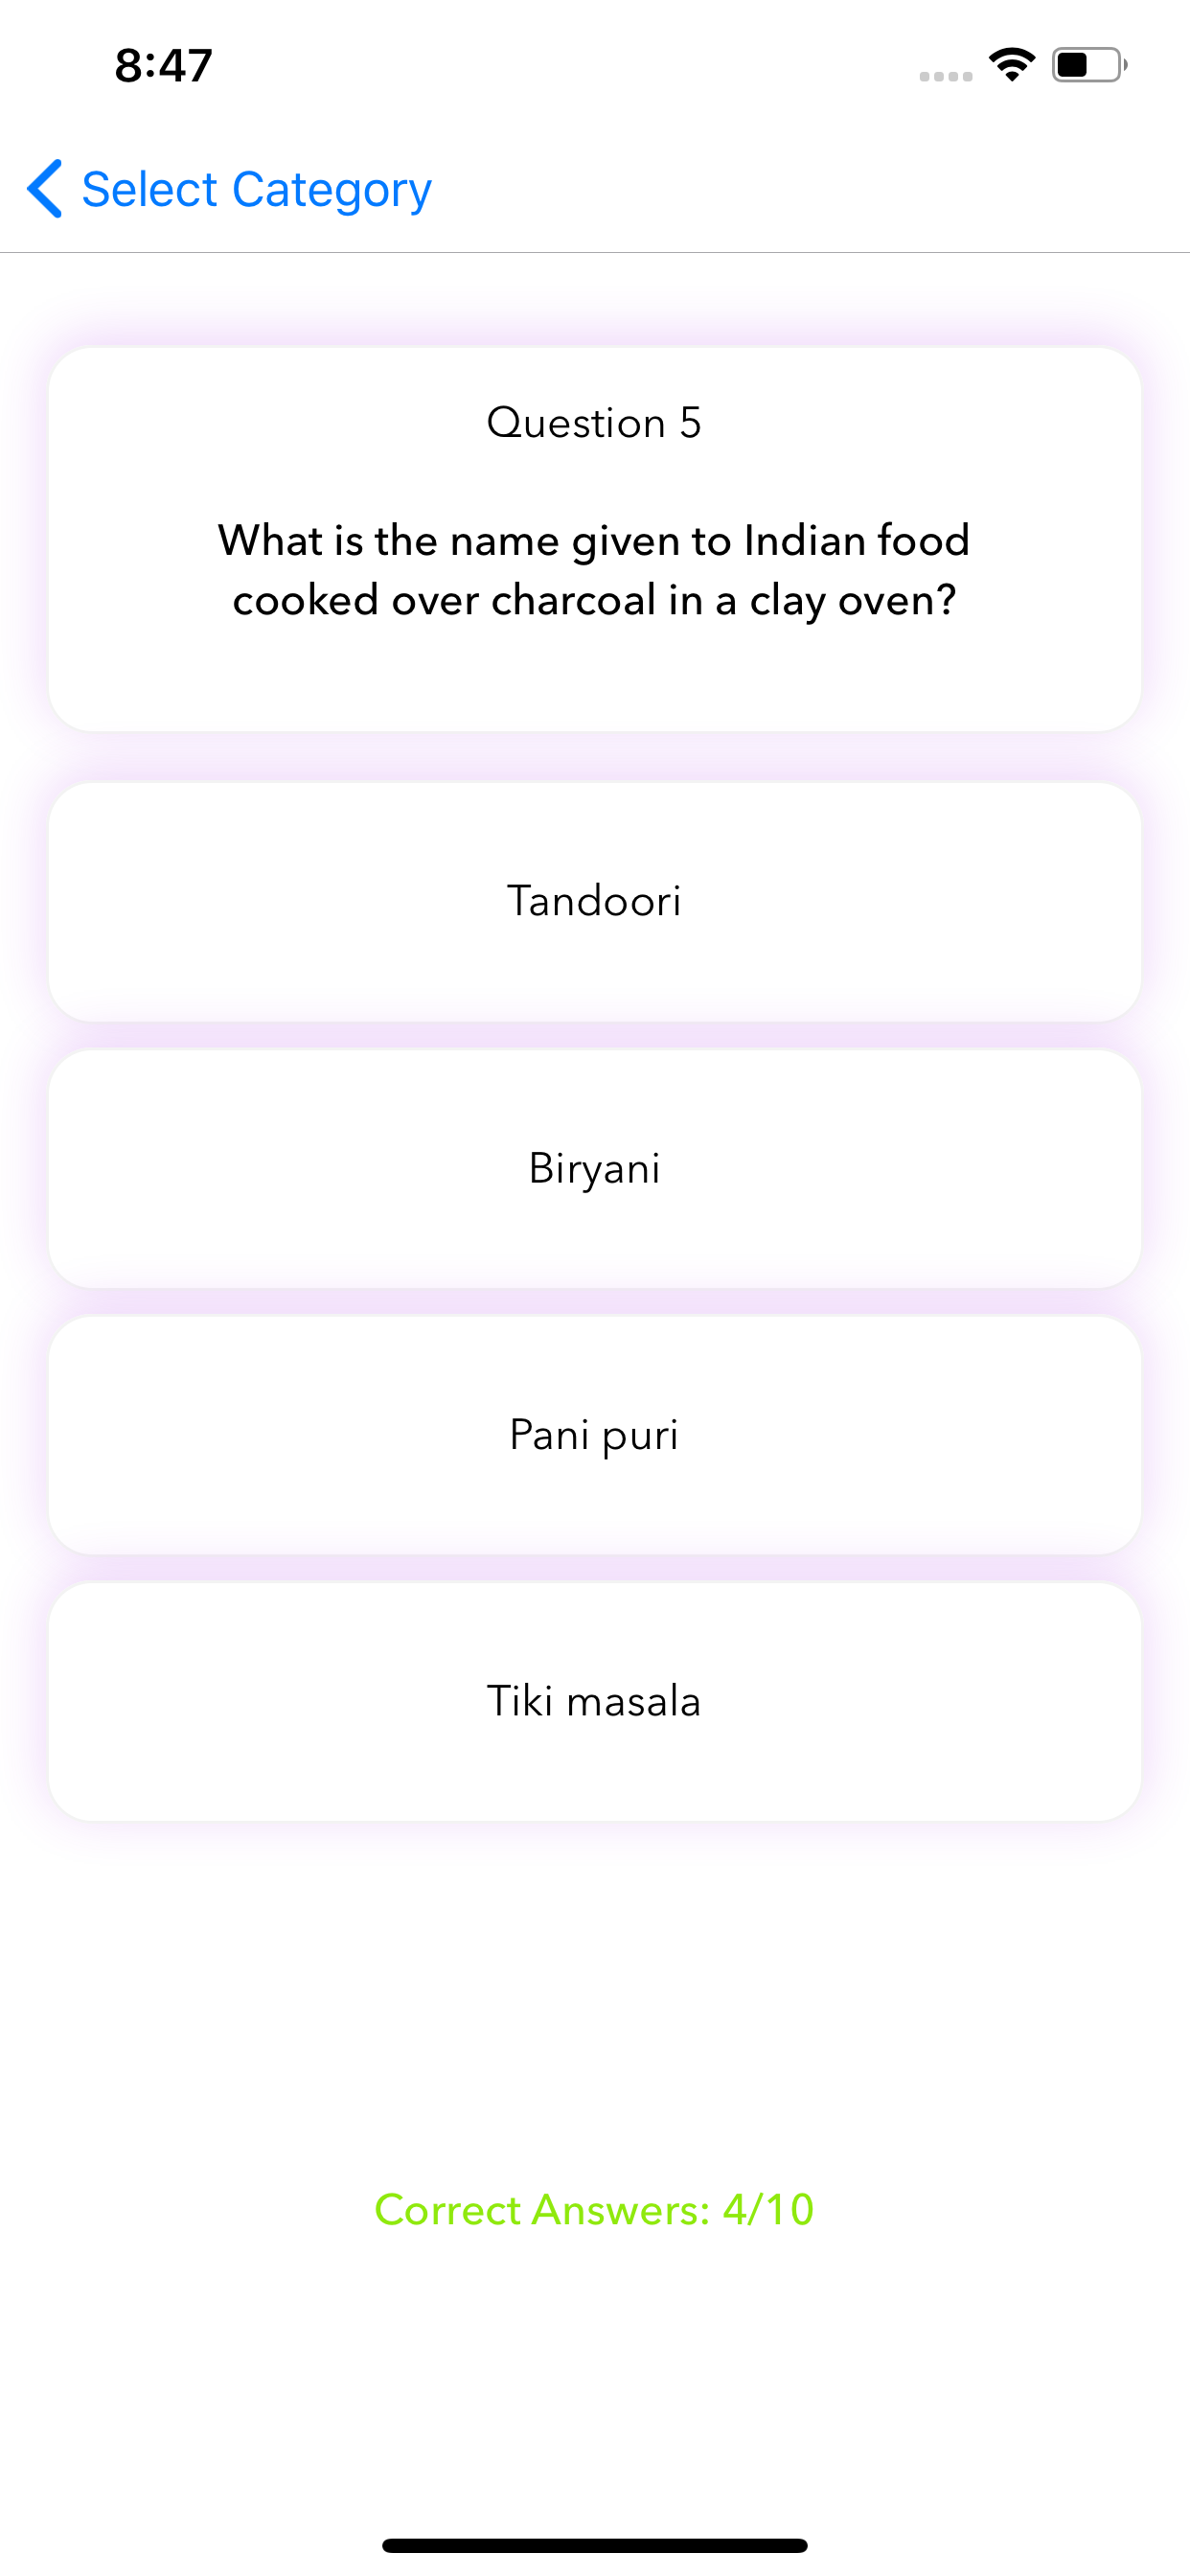 8:47
Select Category
Question 5
What is the name given to Indian food
cooked over charcoal in a clay oven?
Tandoori
Biryani
Pani puri
Tiki masala
Correct Answers: 4/10